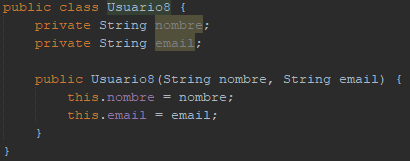 public class Usuario8 {
    private String nombre;
    private String email;

    public Usuario8(String nombre, String email) {
        this.nombre = nombre;
        this.email = email;
    }
}